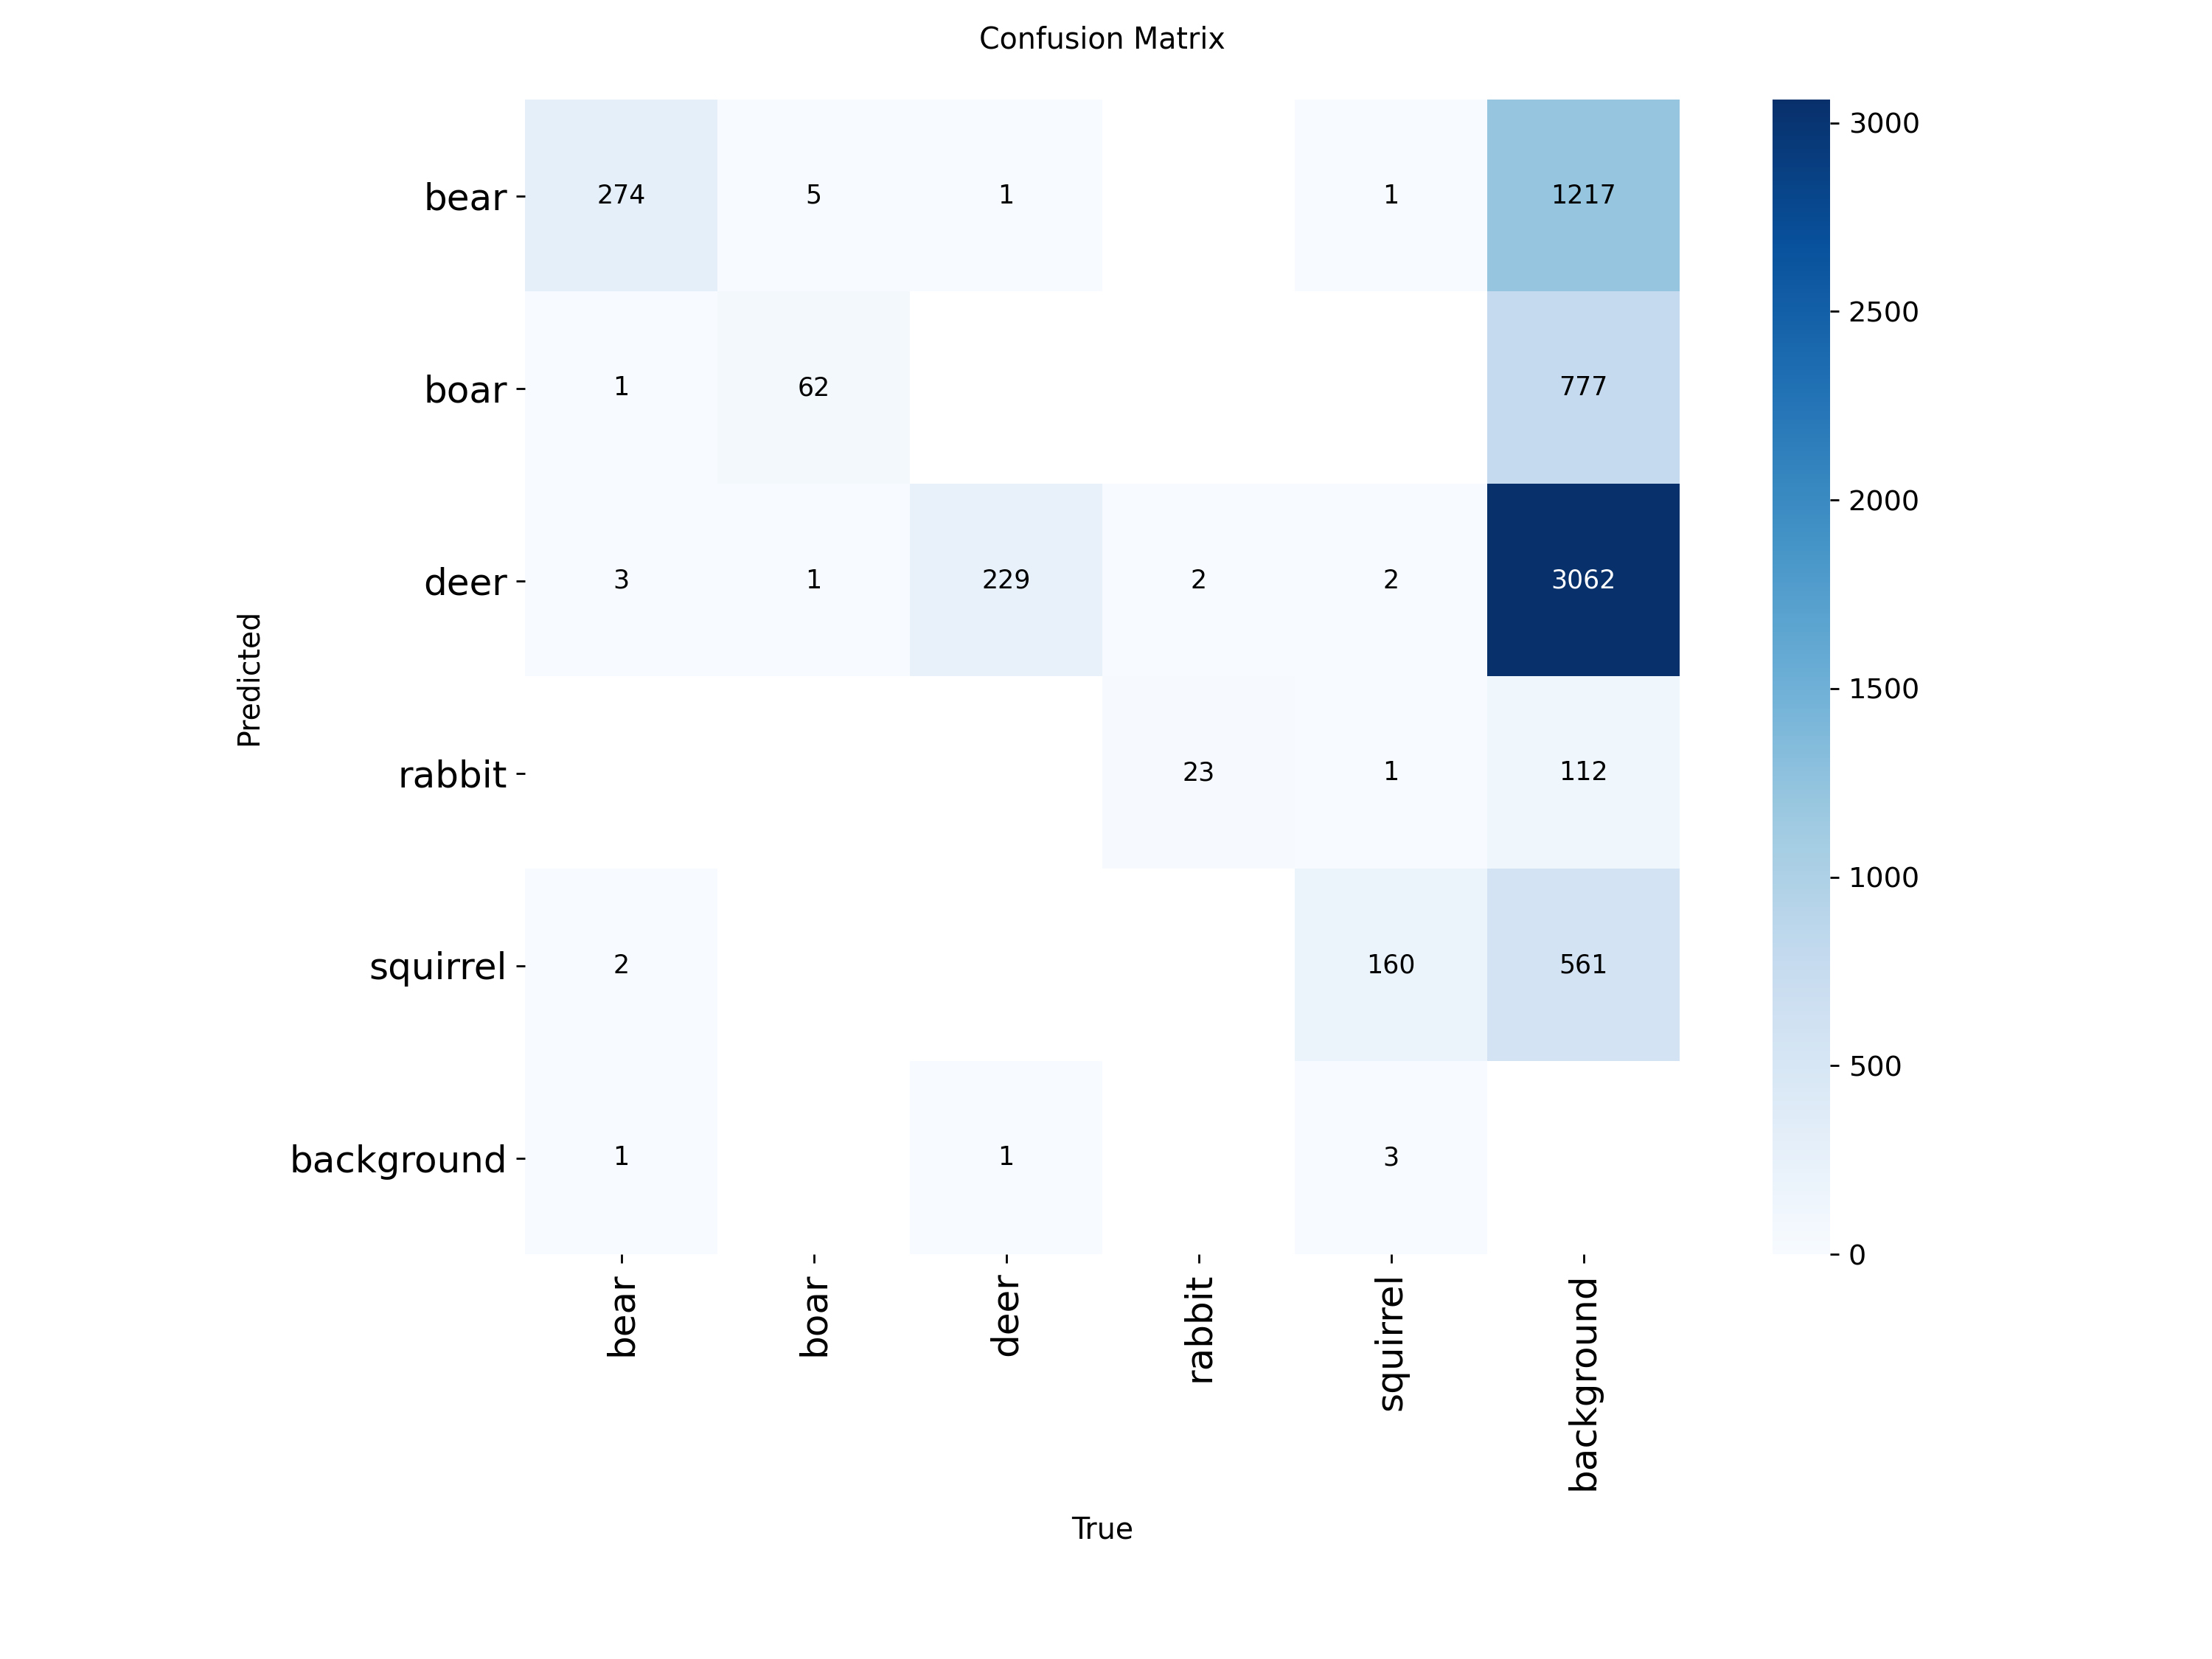 Confusion Matrix
bear
274 5 1 1 1217
boar
1 62 777
deer
3 1 229 2 2 3062
rabbit
23 1 112
squirrel
2 160 561
background
1 1 3
Predicted
bear
boar
deer
rabbit
squirrel
background
True
3000
2500
2000
1500
1000
500
0